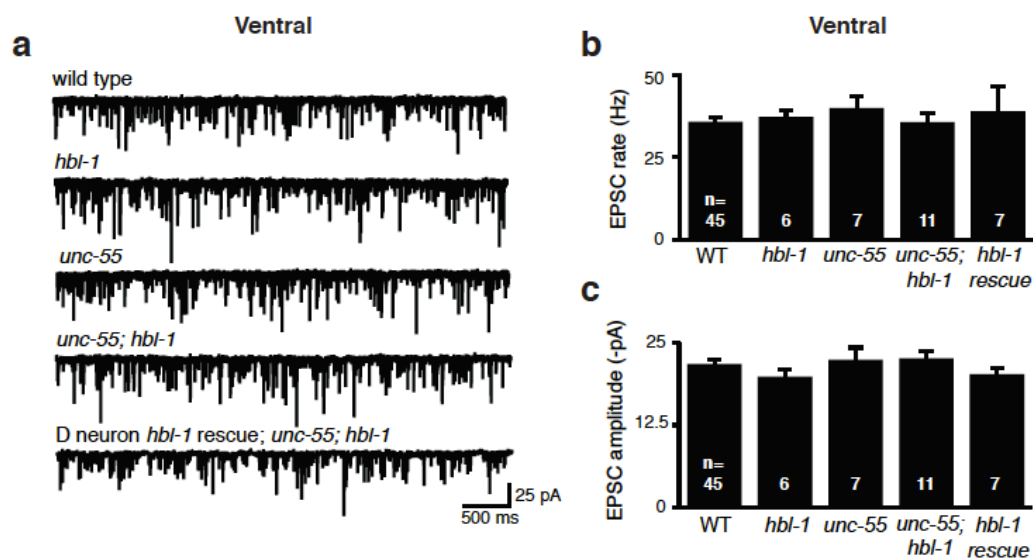 Ventral
a
wild type
hbl-1
unc-55
unc-55; hbl-1
D neuron hbl-1 rescue; unc-55; hbl-1
25 pA
500 ms
Ventral
b
EPSC rate (Hz)
50
25
0
n=
45
6
7
11
7
WT
hbl-1
unc-55
unc-55;
hbl-1
hbl-1
rescue
c
EPSC amplitude (-pA)
25
12.5
0
n=
45
6
7
11
7
WT
hbl-1
unc-55
unc-55;
hbl-1
hbl-1
rescue